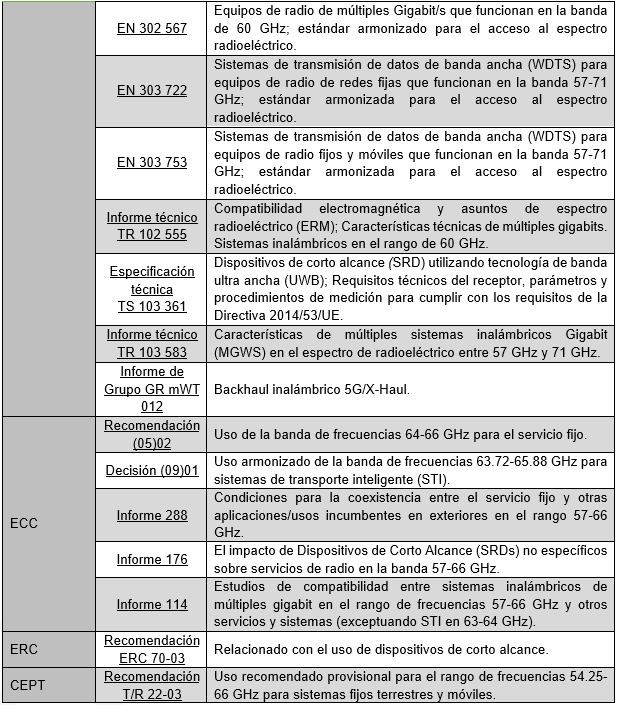 EN 302 567
Equipos de radio de múltiples Gigabit/s que funcionan en la banda
de 60 GHz; estándar armonizado para el acceso al espectro
radioeléctrico.
EN 303 722
Sistemas de transmisión de datos de banda ancha (WDTS) para
equipos de radio de redes fijas que funcionan en la banda 57-71
GHz; estándar armonizada para el acceso al espectro
radioeléctrico.
EN 303 753
Sistemas de transmisión de datos de banda ancha (WDTS) para
equipos de radio fijos y móviles que funcionan en la banda 57-71
GHz; estándar armonizada para el acceso al espectro
radioeléctrico.
Informe técnico
TR 102 555
Compatibilidad electromagnética y asuntos de espectro
radioeléctrico (ERM); Características técnicas de múltiples gigabits.
Sistemas inalámbricos en el rango de 60 GHz.
Especificación
técnica
TS 103 361
Dispositivos de corto alcance (SRD) utilizando tecnología de banda
ultra ancha (UWB); Requisitos técnicos del receptor, parámetros y
procedimientos de medición para cumplir con los requisitos de la
Directiva 2014/53/UE.
Informe técnico
TR 103 583
Características de múltiples sistemas inalámbricos Gigabit
(MGWS) en el espectro de radioeléctrico entre 57 GHz y 71 GHz.
Informe de
Grupo GR mWT
012
Backhaul inalámbrico 5G/X-Haul.
ECC
Recomendación
(05)02
Uso de la banda de frecuencias 64-66 GHz para el servicio fijo.
Decisión (09)01
Uso armonizado de la banda de frecuencias 63.72-65.88 GHz para
sistemas de transporte inteligente (STI).
Informe 288
Condiciones para la coexistencia entre el servicio fijo y otras
aplicaciones/usos incumbentes en exteriores en el rango 57-66
GHz.
Informe 176
El impacto de Dispositivos de Corto Alcance (SRDs) no específicos
sobre servicios de radio en la banda 57-66 GHz.
Informe 114
Estudios de compatibilidad entre sistemas inalámbricos de
múltiples gigabit en el rango de frecuencias 57-66 GHz y otros
servicios y sistemas (exceptuando STI en 63-64 GHz).
ERC
Recomendación
ERC 70-03
Relacionado con el uso de dispositivos de corto alcance.
CEPT
Recomendación
T/R 22-03
Uso recomendado provisional para el rango de frecuencias 54.25-
66 GHz para sistemas fijos terrestres y móviles.